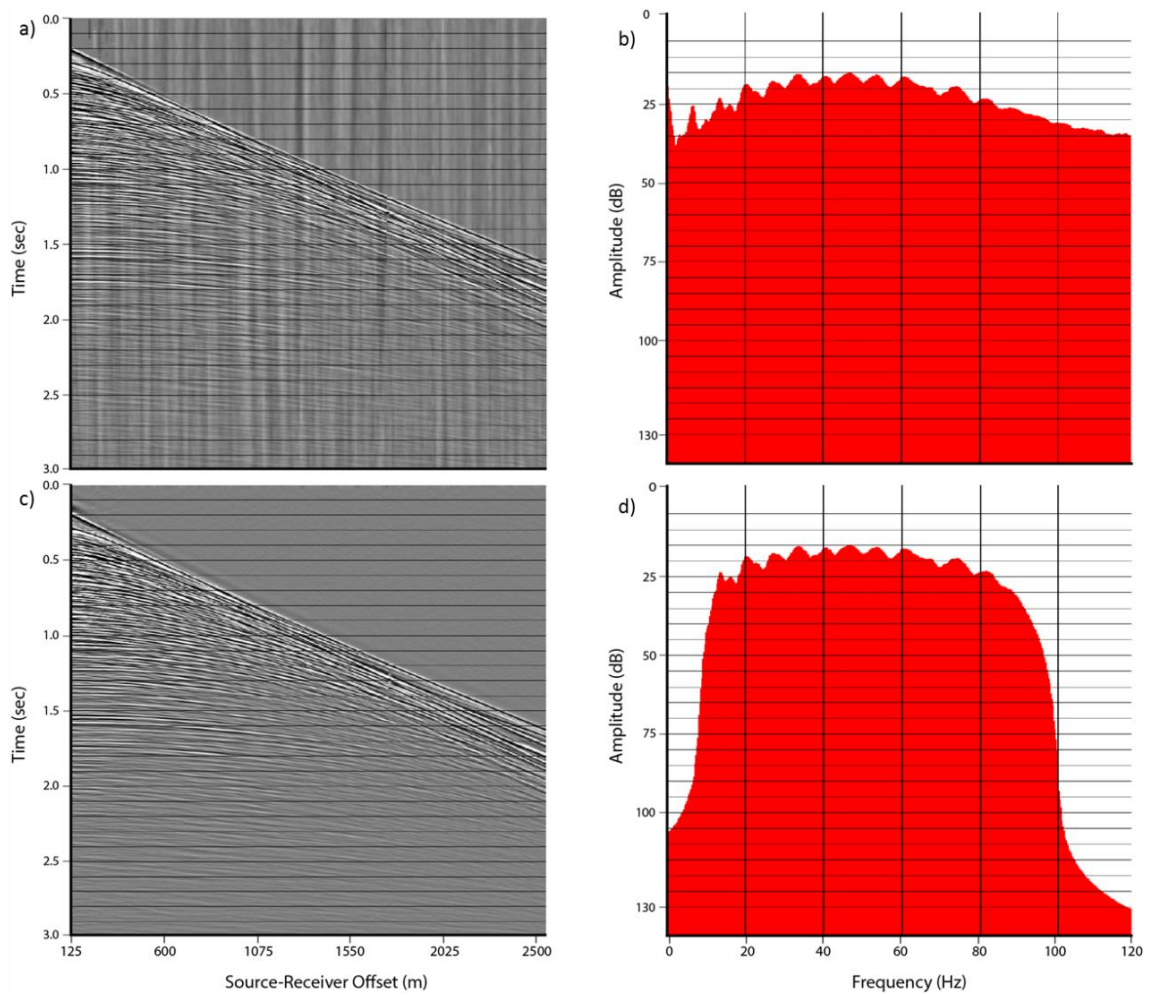 a)
0.0
0.5
1.0
1.5
2.0
2.5
3.0
Time (sec)
b)
0
25
50
75
100
130
Amplitude (dB)
c)
0.0
0.5
1.0
1.5
2.0
2.5
3.0
Time (sec)
125 600 1075 1550 2025 2500
Source-Receiver Offset (m)
d)
0
25
50
75
100
130
Amplitude (dB)
0 20 40 60 80 100 120
Frequency (Hz)